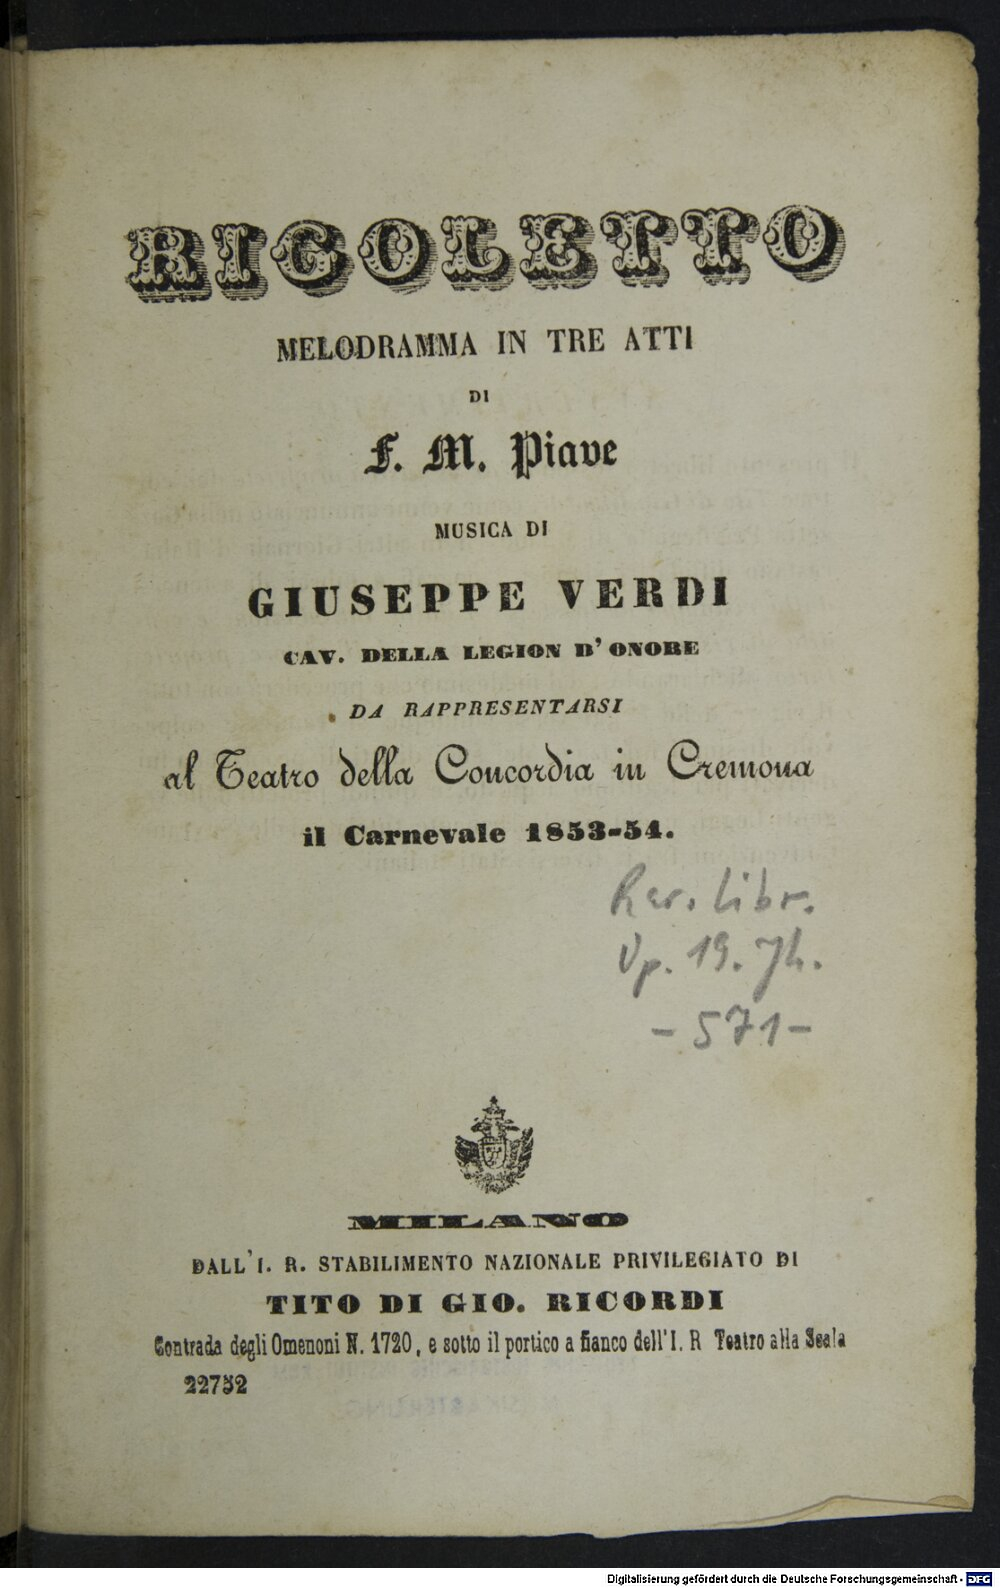 RIGOLETTO
MELODRAMMA IN TRE ATTI
DI
F. M. Piave
MUSICA DI
GIUSEPPE VERDI
CAV. DELLA LEGION D'ONORE
DA RAPPRESENTARSI
al Teatro della Concordia in Cremona
il Carnevale 1853-54.
Rar. Libr.
Vp. 19. Jh.
- 571 -
MILANO
DALL'I. R. STABILIMENTO NAZIONALE PRIVILEGIATO DI
TITO DI GIO. RICORDI
Contrada degli Omenoni N. 1720, e sotto il portico a fianco dell'I. R Teatro alla Scala
22752
Digitalisierung gefördert durch die Deutsche Forschungsgemeinschaft - DFG